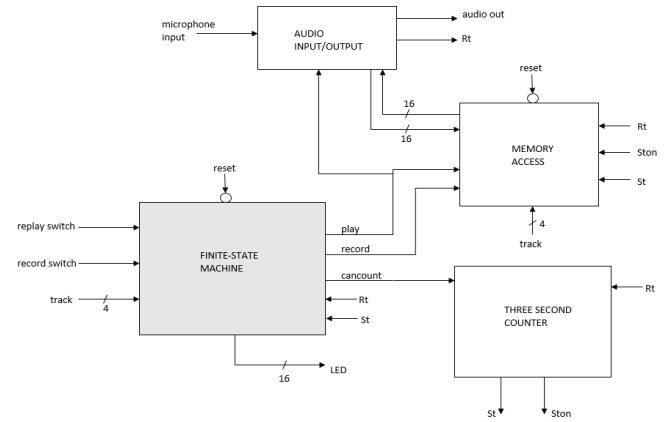 microphone
input
AUDIO
INPUT/OUTPUT
audio out
Rt
reset
16
16
MEMORY
ACCESS
Rt
Ston
St
4
track
reset
replay switch
record switch
track
4
FINITE-STATE
MACHINE
play
record
cancount
Rt
St
16
LED
THREE SECOND
COUNTER
Rt
St
Ston